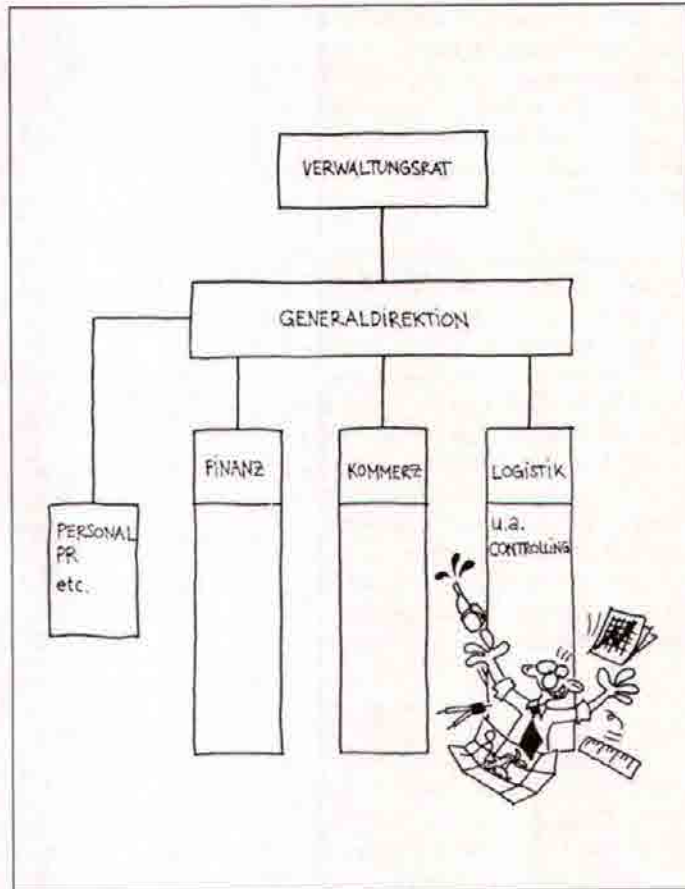 VERWALTUNGSRAT
GENERALDIREKTION
FINANZ
KOMMERZ
LOGISTIK
PERSONAL
PR
etc.
u.a.
CONTROLLING